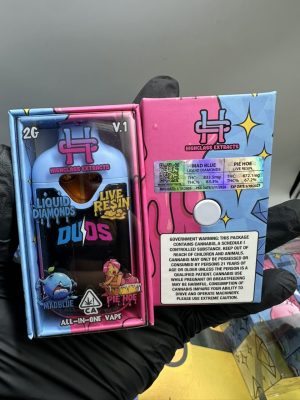 2G
V.1
HIGHCLASS EXTRACTS
LIQUID
DIAMONDS
LIVE
RESIN
DUDS
MADBLUE
PIE HOE
ALL-IN-ONE VAPE
HIGHCLASS EXTRACTS
MAD BLUE
LIQUID DIAMONDS
PIE HOE
LIVE RESIN
GOVERNMENT WARNING: THIS PACKAGE
CONTAINS CANNABIS, A SCHEDULE I
CONTROLLED SUBSTANCE. KEEP OUT OF
REACH OF CHILDREN AND ANIMALS.
CANNABIS MAY ONLY BE POSSESSED OR
CONSUMED BY PERSONS 21 YEARS OF
AGE OR OLDER UNLESS THE PERSON IS A
QUALIFIED PATIENT. CANNABIS USE
WHILE PREGNANT OR BREASTFEEDING
MAY BE HARMFUL. CONSUMPTION OF
CANNABIS IMPAIRS YOUR ABILITY TO
DRIVE AND OPERATE MACHINERY.
PLEASE USE EXTREME CAUTION.